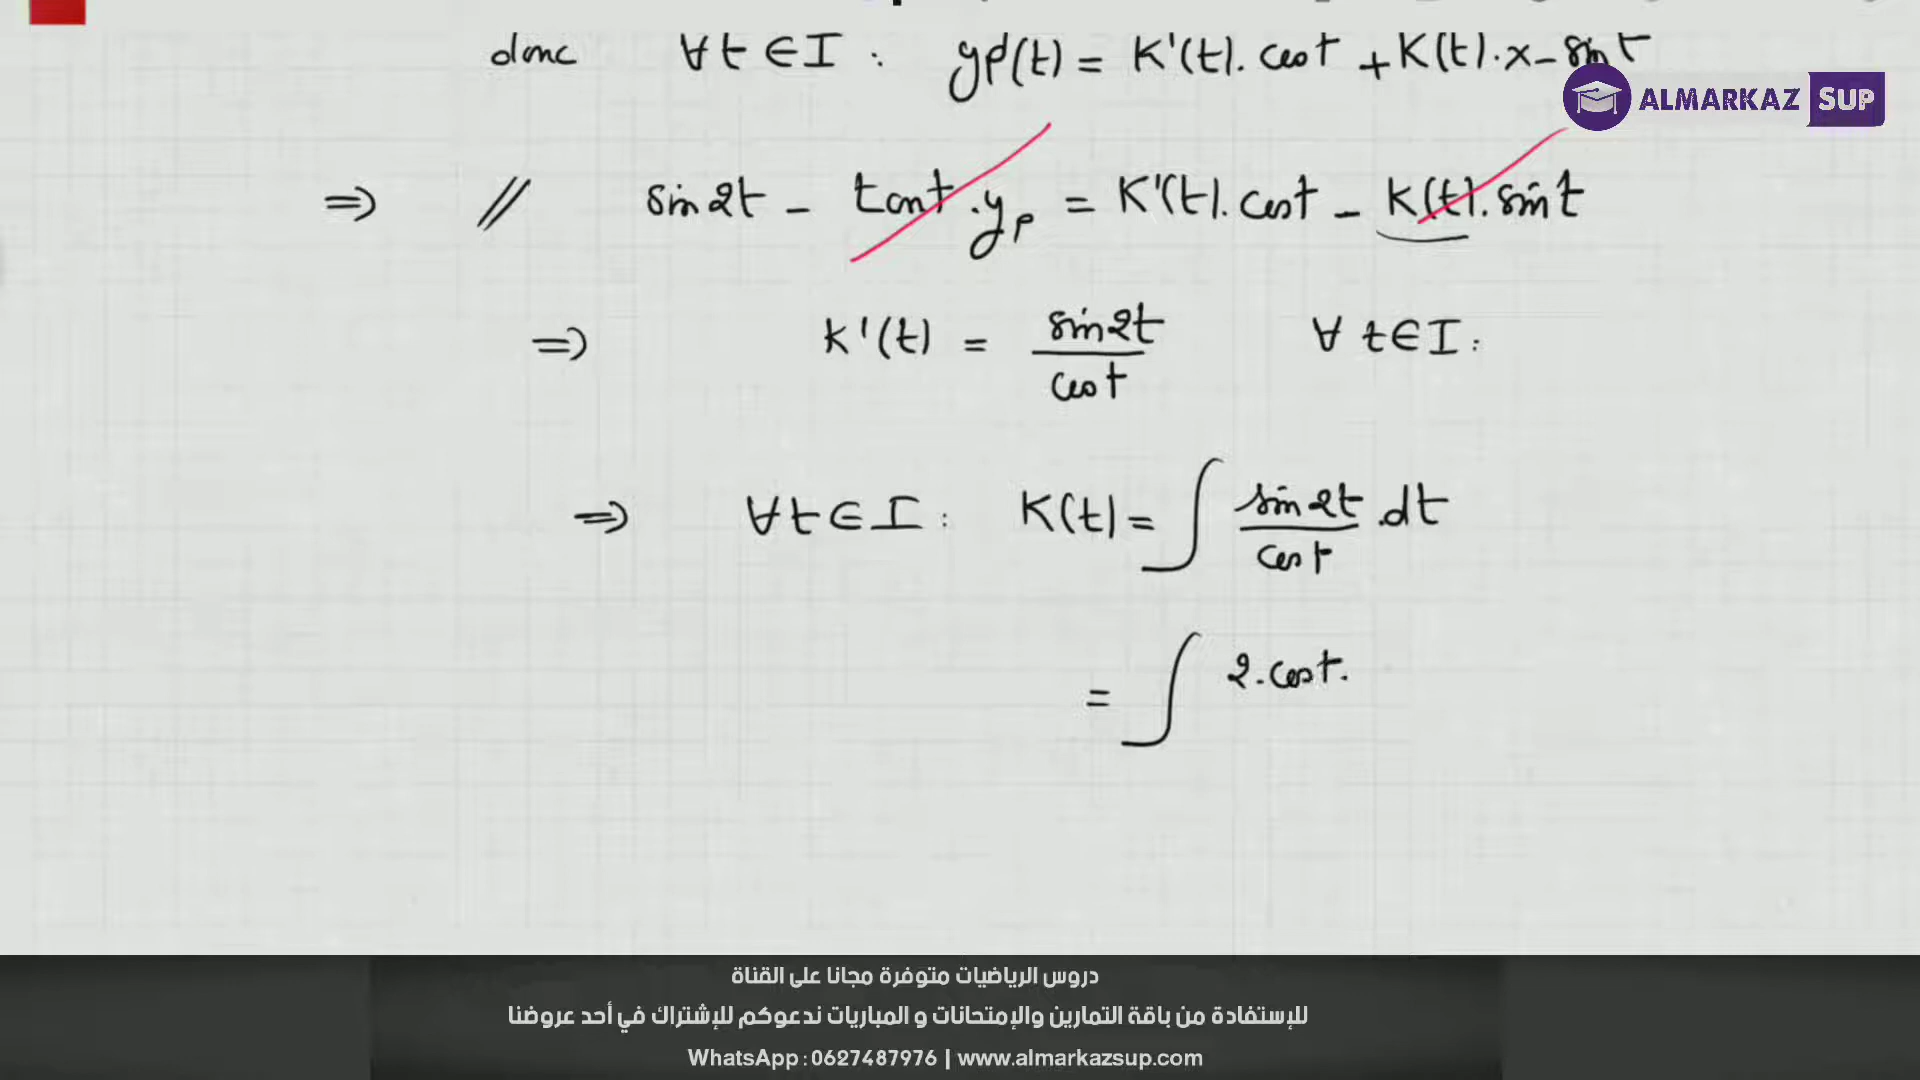 donc ∀t∈I : yp'(t) = K'(t). cost + K(t).x-sint
ALMARKAZ SUP
⇒ // sin2t - tant.yp = K'(t). cost - K(t).sint
⇒ K'(t) = sin2t/cost ∀ t∈I:
⇒ ∀t∈I: K(t) = ∫ sin2t/cost .dt
= ∫ 2.cost.
دروس الرياضيات متوفرة مجانا على القناة
للإستفادة من باقة التمارين والإمتحانات و المباريات ندعوكم للإشتراك في أحد عروضنا
WhatsApp : 0627487976 | www.almarkazsup.com